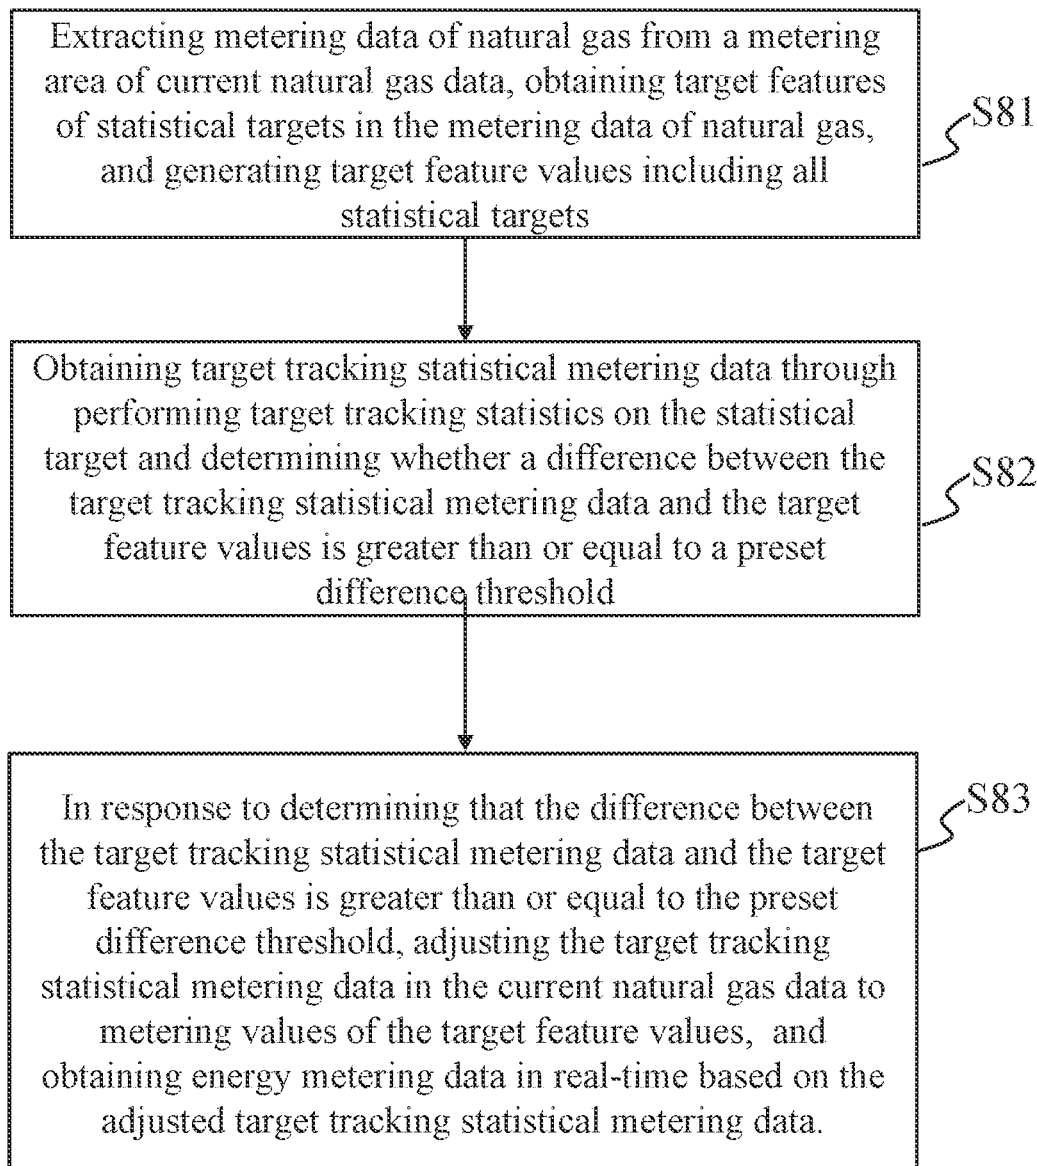 Extracting metering data of natural gas from a metering
area of current natural gas data, obtaining target features
of statistical targets in the metering data of natural gas,
and generating target feature values including all
statistical targets
S81
Obtaining target tracking statistical metering data through
performing target tracking statistics on the statistical
target and determining whether a difference between the
target tracking statistical metering data and the target
feature values is greater than or equal to a preset
difference threshold
S82
In response to determining that the difference between
the target tracking statistical metering data and the target
feature values is greater than or equal to the preset
difference threshold, adjusting the target tracking
statistical metering data in the current natural gas data to
metering values of the target feature values, and
obtaining energy metering data in real-time based on the
adjusted target tracking statistical metering data.
S83